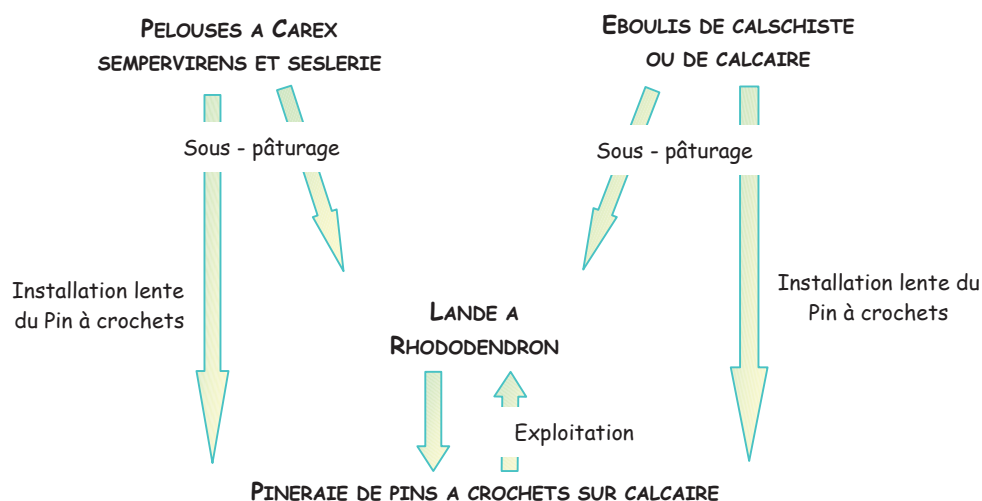 PELOUSES A CAREX
SEMPERVIRENS ET SESLERIE
EBOULIS DE CALSCHISTE
OU DE CALCAIRE
Sous - pâturage
Sous - pâturage
Installation lente
du Pin à crochets
Installation lente du
Pin à crochets
LANDE A
RHODODENDRON
Exploitation
PINERAIE DE PINS A CROCHETS SUR CALCAIRE